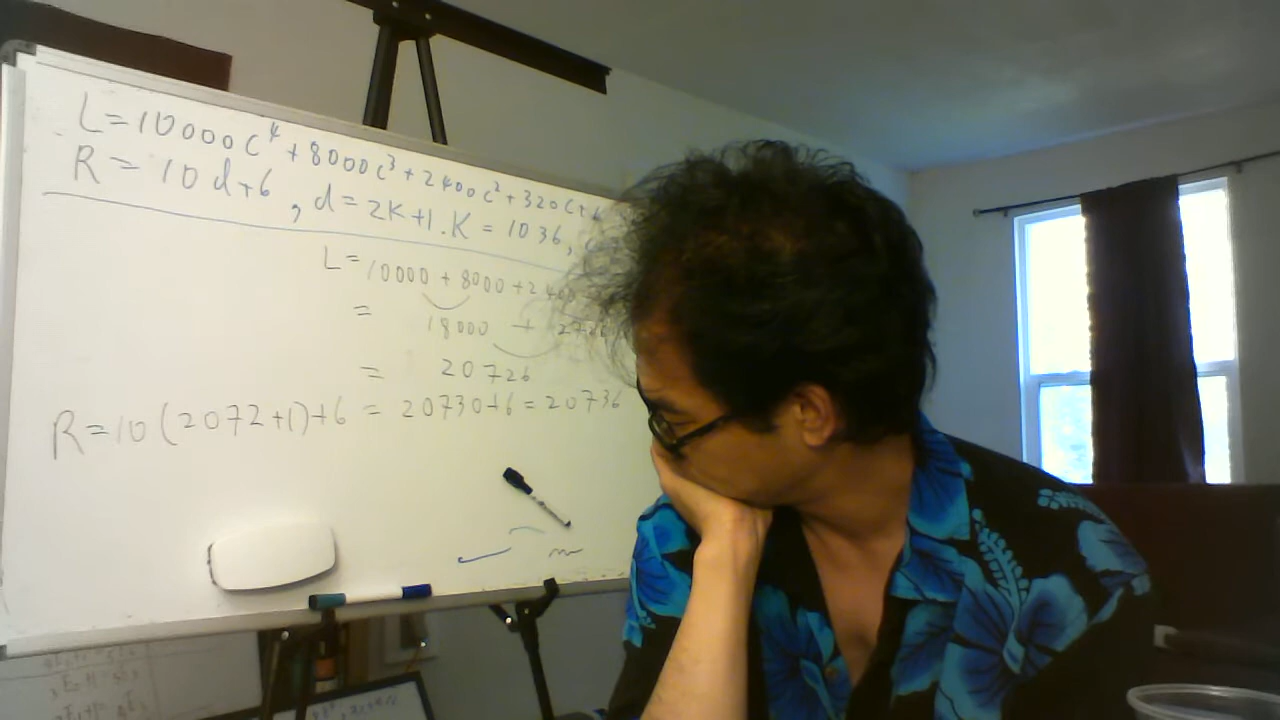 L=10000c⁴+8000c³+2400c²+320c+
R=10d+6, d=2K+1.K=1036,
L=10000+8000+2400
= 18000 + 2726
= 20726
R=10(2072+1)+6 = 20730+6=20736